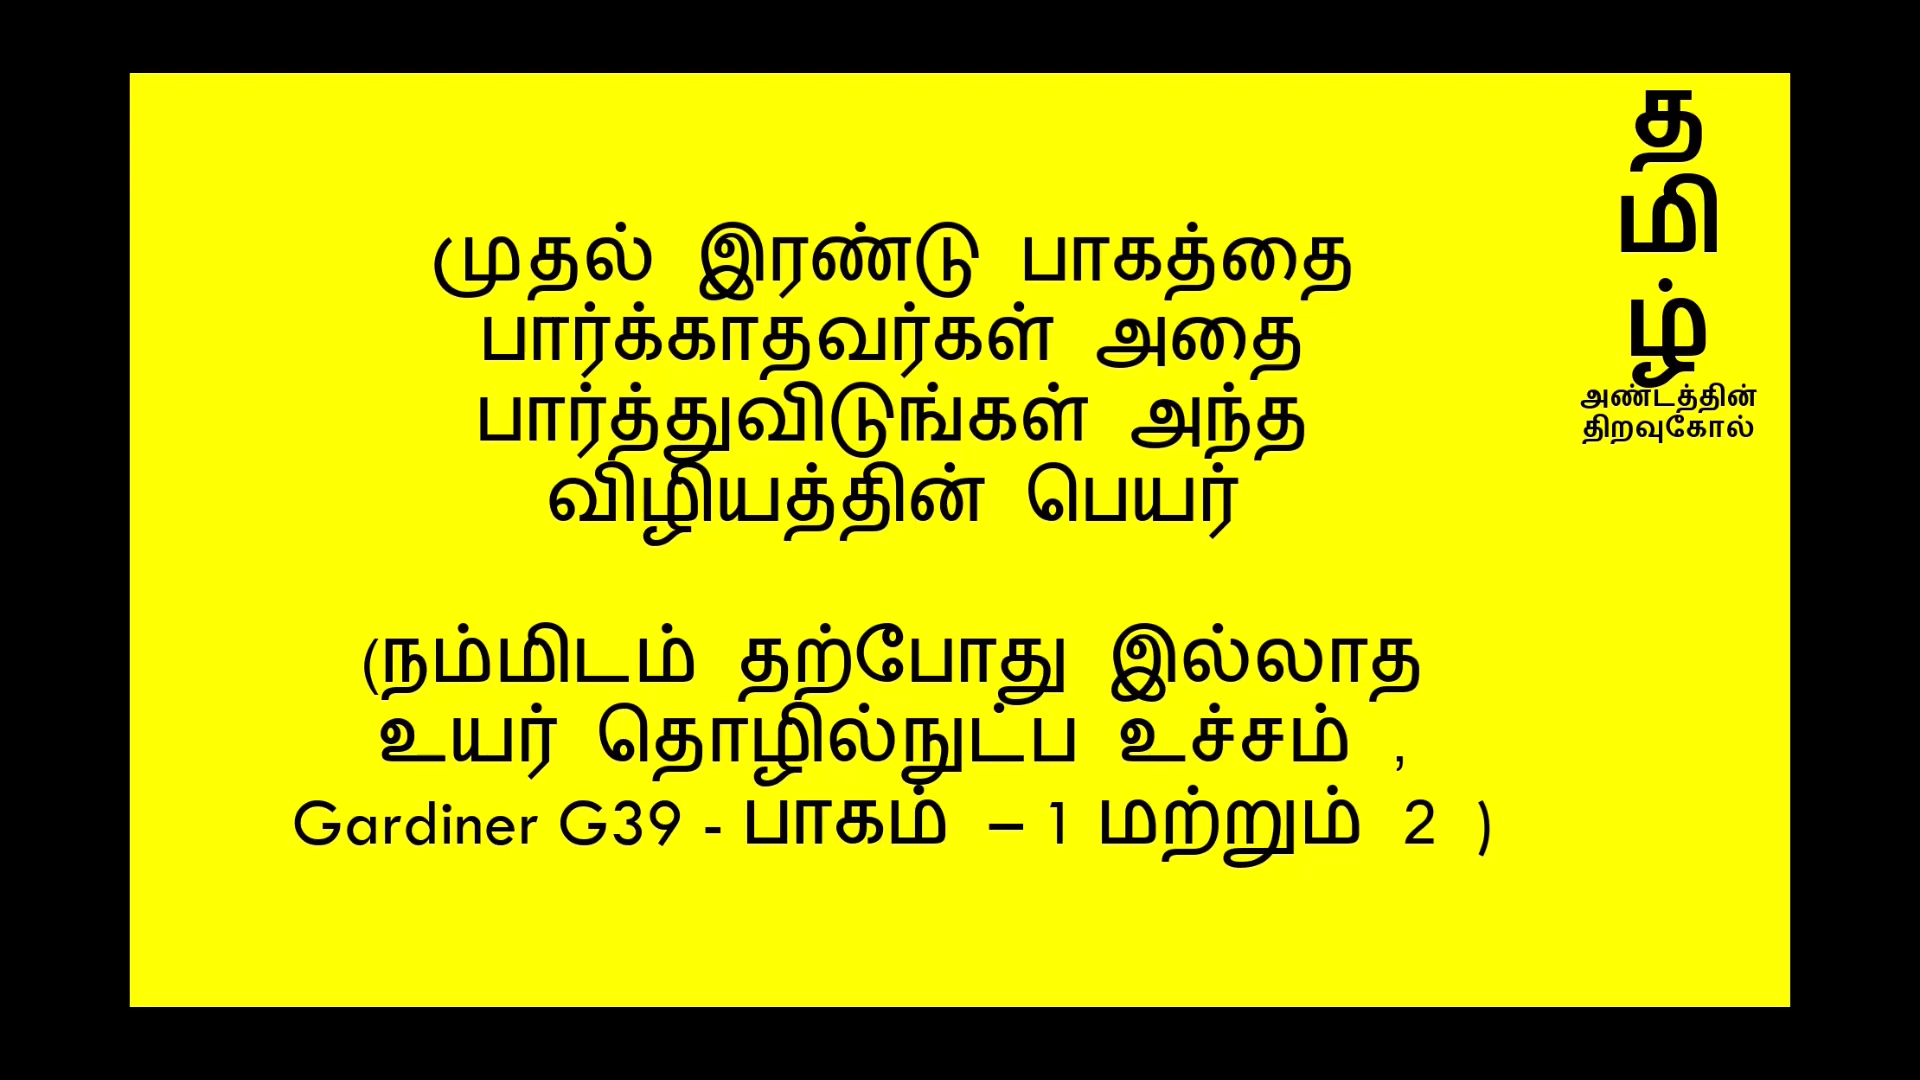 முதல் இரண்டு பாகத்தை
பார்க்காதவர்கள் அதை
பார்த்துவிடுங்கள் அந்த
விழியத்தின் பெயர்
(நம்மிடம் தற்போது இல்லாத
உயர் தொழில்நுட்ப உச்சம் ,
Gardiner G39 - பாகம் – 1 மற்றும் 2 )
த
மி
ழ்
அண்டத்தின்
திறவுகோல்